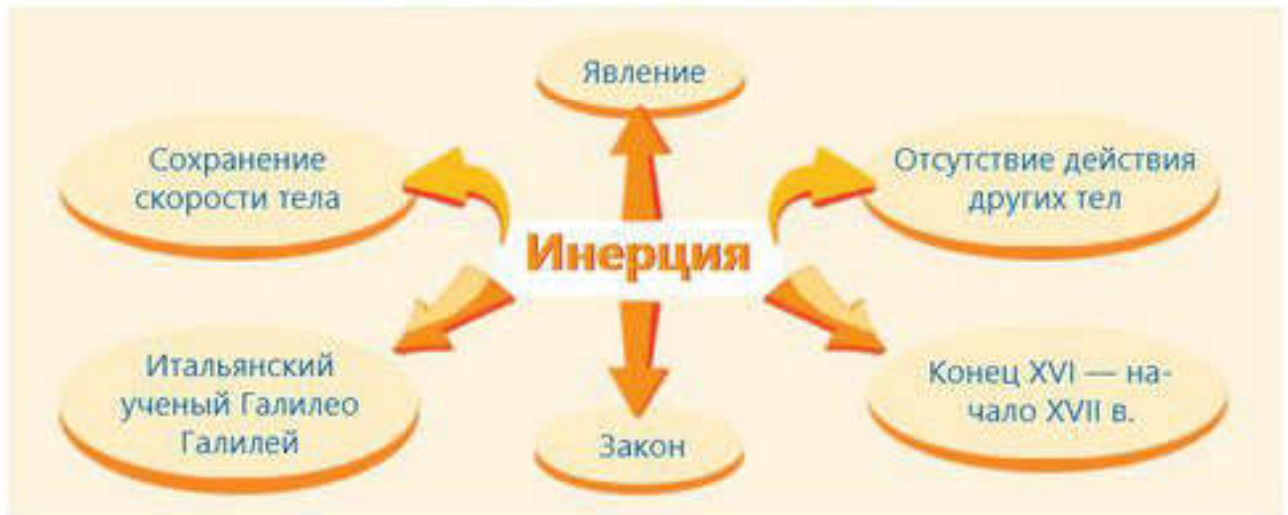 Явление
Сохранение
скорости тела
Отсутствие действия
других тел
Инерция
Итальянский
ученый Галилео
Галилей
Закон
Конец XVI — на-
чало XVII в.